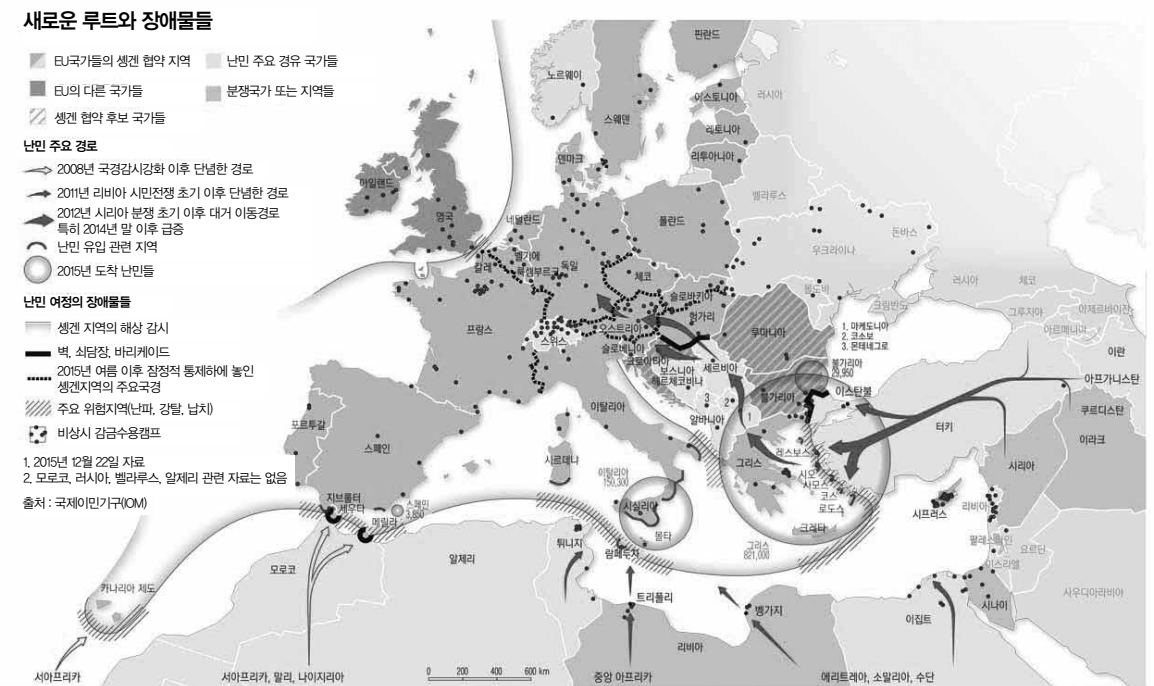 새로운 루트와 장애물들
EU국가들의 솅겐 협약 지역
난민 주요 경유 국가들
EU의 다른 국가들
분쟁국가 또는 지역들
솅겐 협약 후보 국가들
난민 주요 경로
2008년 국경감시강화 이후 단념한 경로
2011년 리비아 시민전쟁 초기 이후 단념한 경로
2012년 시리아 분쟁 초기 이후 대거 이동경로
특히 2014년 말 이후 급증
난민 유입 관련 지역
2015년 도착 난민들
난민 여정의 장애물들
솅겐 지역의 해상 감시
벽, 쇠담장, 바리케이드
2015년 여름 이후 잠정적 통제하에 놓인
솅겐지역의 주요국경
주요 위험지역(난파, 강탈, 납치)
비상시 감금수용캠프
1. 2015년 12월 22일 자료
2. 모로코, 러시아, 벨라루스, 알제리 관련 자료는 없음
출처 : 국제이민기구(IOM)
핀란드
노르웨이
스웨덴
에스토니아
러시아
레토니아
리투아니아
덴마크
아일랜드
영국
네덜란드
폴란드
벨라루스
돈바스
우크라이나
칼레
벨기에
룩셈부르크
독일
체코
슬로바키아
몰도바
크림반도
러시아
체코
그루지아
아제르바이잔
아르메니아
프랑스
스위스
오스트리아
헝가리
루마니아
1. 마케도니아
2. 코소보
3. 몬테네그로
슬로베니아
크로아티아
보스니아
헤르체코비나
세르비아
불가리아
29,950
이란
아프가니스탄
이탈리아
3
2
1
알바니아
불가리아
이스탄불
터키
쿠르디스탄
이라크
포르투갈
스페인
시르데냐
이탈리아
150,300
그리스
레스보스
시오
사모스
코스
로도스
시리아
지브롤터
세우타
스페인
3,850
멜릴라
시실리아
몰타
크레타
그리스
821,000
시프러스
리비아
팔레스타인
요르단
이스라엘
카나리아 제도
모로코
알제리
튀니지
람페두자
트리폴리
벵가지
이집트
시나이
사우디아라비아
리비아
서아프리카
서아프리카, 말리, 나이지리아
0 200 400 600 km
중앙 아프리카
에리트레아, 소말리아, 수단